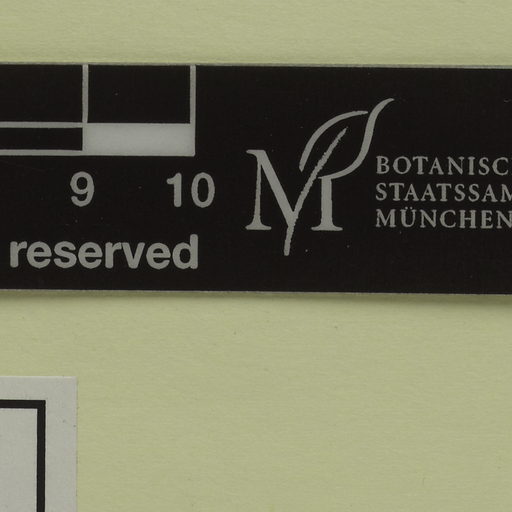 9 10
reserved
BOTANISC
STAATSSAM
MÜNCHEN